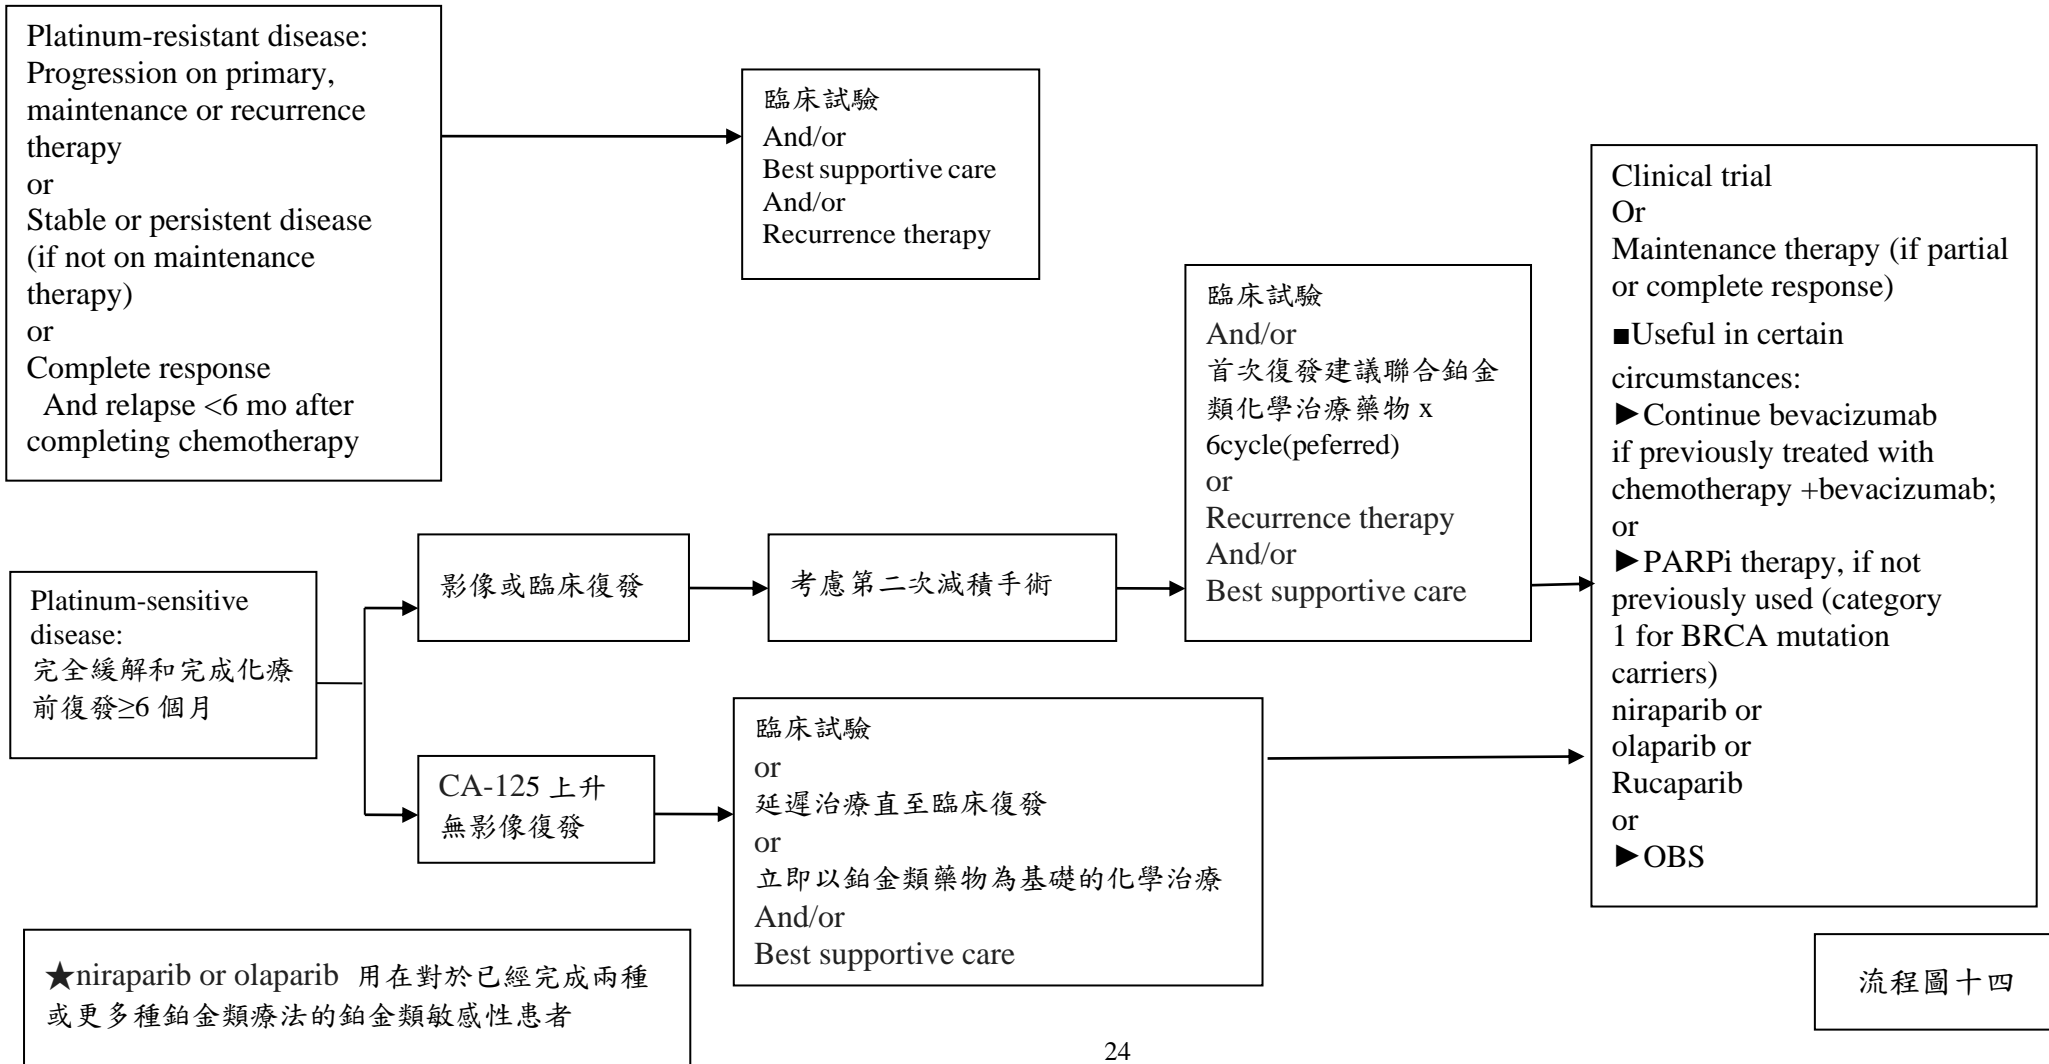 Platinum-resistant disease:
Progression on primary,
maintenance or recurrence
therapy
or
Stable or persistent disease
(if not on maintenance
therapy)
or
Complete response
And relapse <6 mo after
completing chemotherapy
臨床試驗
And/or
Best supportive care
And/or
Recurrence therapy
Platinum-sensitive
disease:
完全緩解和完成化療
前復發≥6 個月
影像或臨床復發
考慮第二次減積手術
臨床試驗
And/or
首次復發建議聯合鉑金
類化學治療藥物 x
6cycle(peferred)
or
Recurrence therapy
And/or
Best supportive care
CA-125 上升
無影像復發
臨床試驗
or
延遲治療直至臨床復發
or
立即以鉑金類藥物為基礎的化學治療
And/or
Best supportive care
Clinical trial
Or
Maintenance therapy (if partial
or complete response)
■Useful in certain
circumstances:
►Continue bevacizumab
if previously treated with
chemotherapy +bevacizumab;
or
►PARPi therapy, if not
previously used (category
1 for BRCA mutation
carriers)
niraparib or
olaparib or
Rucaparib
or
►OBS
★niraparib or olaparib 用在對於已經完成兩種
或更多種鉑金類療法的鉑金類敏感性患者
流程圖十四
24